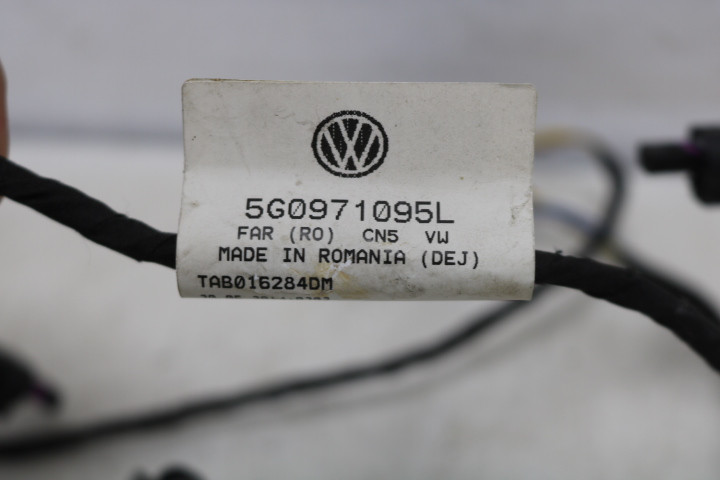 5G0971095L
FAR (RO) CN5 VW
MADE IN ROMANIA (DEJ)
TAB016284DM